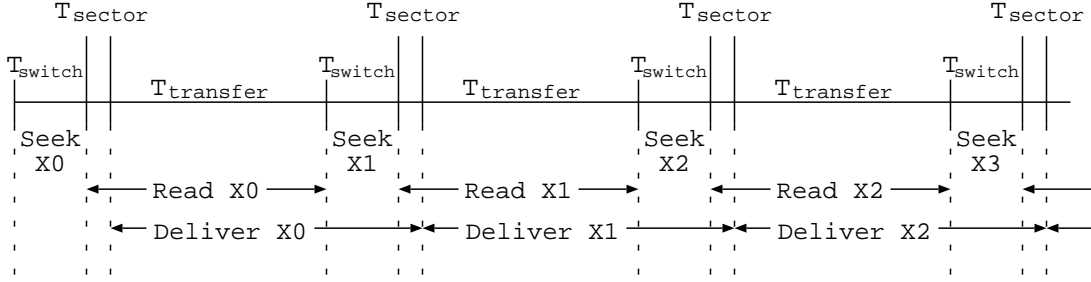 Tsector Tsector Tsector Tsector
Tswitch Tswitch Tswitch Tswitch
Ttransfer Ttransfer Ttransfer
Seek Seek Seek Seek
X0 X1 X2 X3
Read X0 Read X1 Read X2
Deliver X0 Deliver X1 Deliver X2